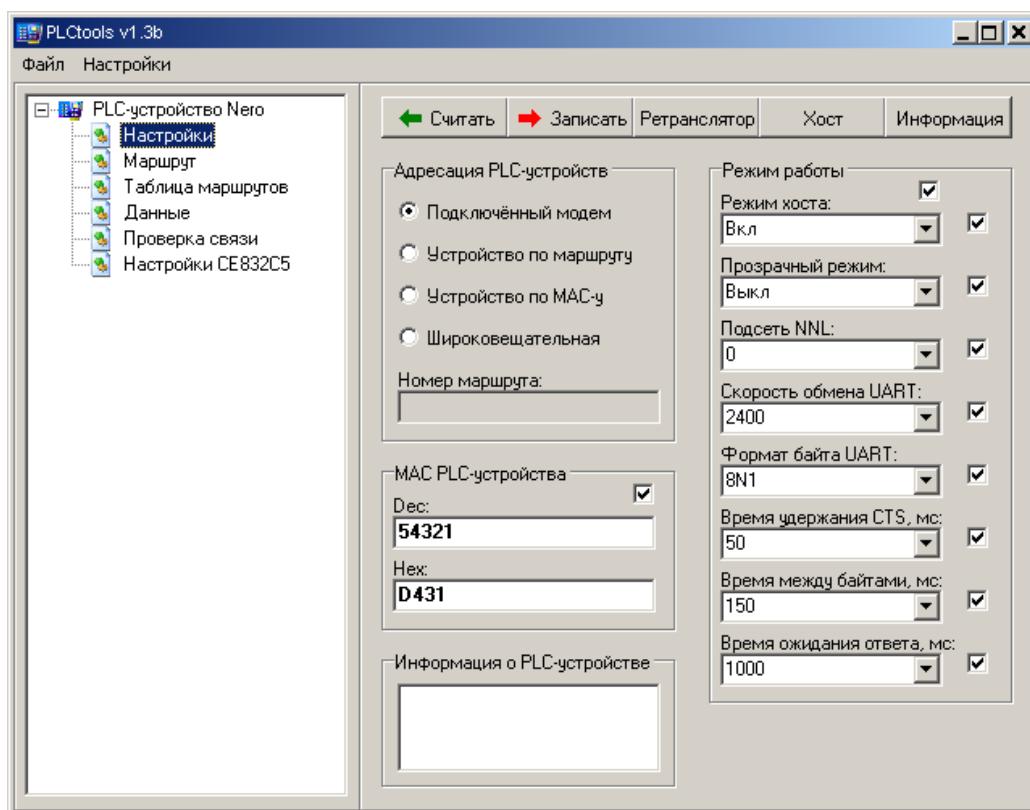 PLCtools v1.3b
Файл Настройки
PLC-устройство Nero
Настройки
Маршрут
Таблица маршрутов
Данные
Проверка связи
Настройки CE832C5
Считать Записать Ретранслятор Хост Информация
Адресация PLC-устройств
Подключённый модем
Устройство по маршруту
Устройство по MAC-у
Широковещательная
Номер маршрута:
MAC PLC-устройства
Dec:
54321
Hex:
D431
Информация о PLC-устройстве
Режим работы
Режим хоста:
Вкл
Прозрачный режим:
Выкл
Подсеть NNL:
0
Скорость обмена UART:
2400
Формат байта UART:
8N1
Время удержания CTS, мс:
50
Время между байтами, мс:
150
Время ожидания ответа, мс:
1000